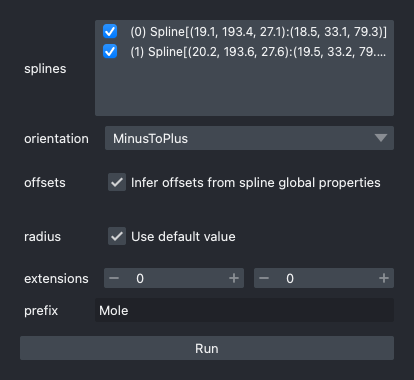 splines
(0) Spline[(19.1, 193.4, 27.1):(18.5, 33.1, 79.3)]
(1) Spline[(20.2, 193.6, 27.6):(19.5, 33.2, 79....
orientation MinusToPlus
offsets Infer offsets from spline global properties
radius Use default value
extensions − 0 + − 0 +
prefix Mole
Run